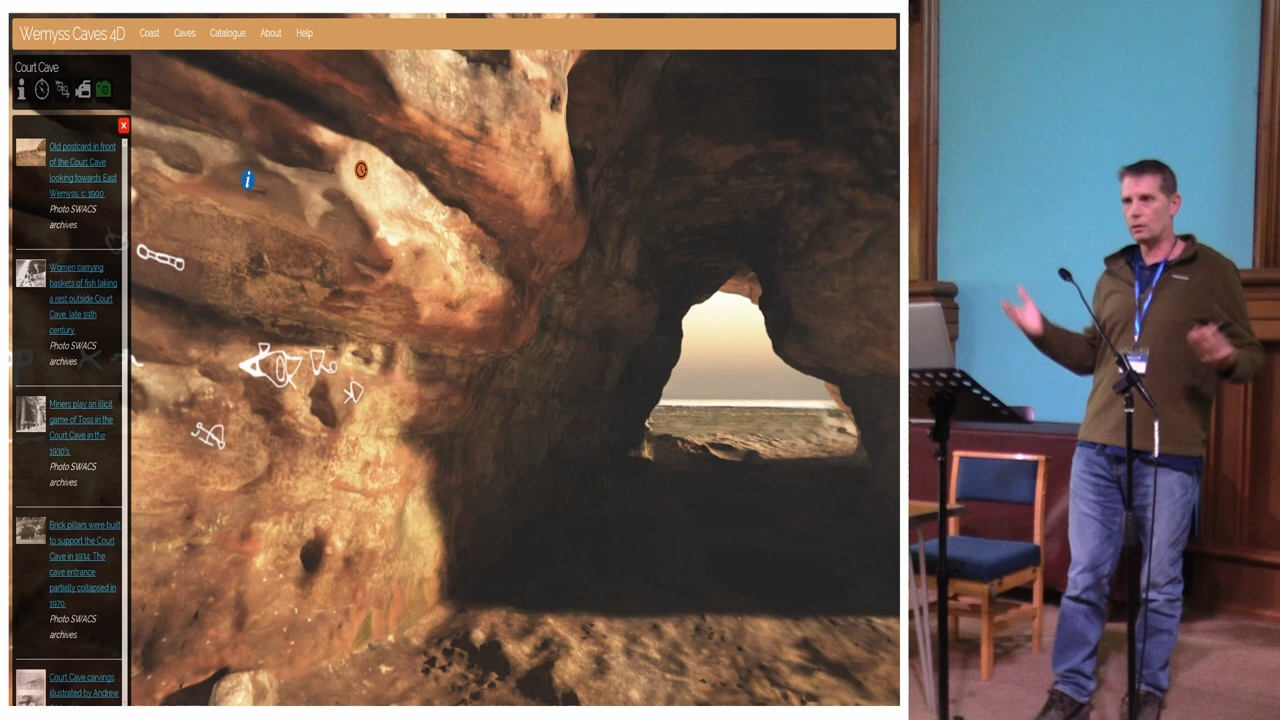 Wemyss Caves 4D Coast Caves Catalogue About Help
Court Cave
x
Old postcard in front
of the Court Cave
looking towards East
Wemyss, c. 1900.
Photo SWACS
archives.
Women carrying
baskets of fish taking
a rest outside Court
Cave, late 19th
century.
Photo SWACS
archives.
Miners play an illicit
game of Toss in the
Court Cave in the
1930's.
Photo SWACS
archives.
Brick pillars were built
to support the Court
Cave in 1934. The
cave entrance
partially collapsed in
1970.
Photo SWACS
archives.
Court Cave carvings
illustrated by Andrew